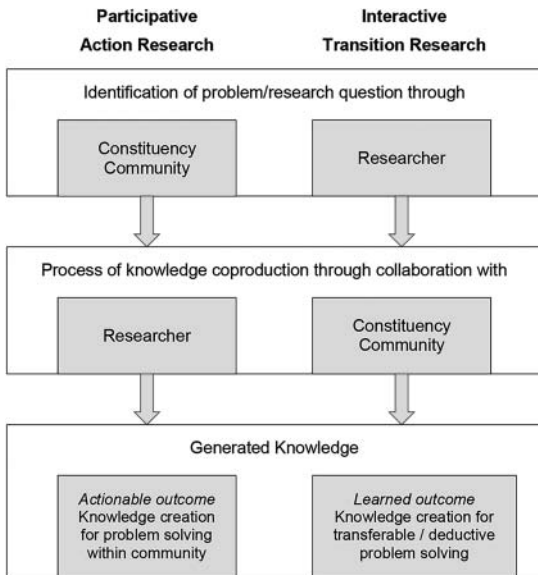 Participative
Action Research
Interactive
Transition Research
Identification of problem/research question through
Constituency
Community
Researcher
Process of knowledge coproduction through collaboration with
Researcher
Constituency
Community
Generated Knowledge
Actionable outcome
Knowledge creation
for problem solving
within community
Learned outcome
Knowledge creation for
transferable / deductive
problem solving